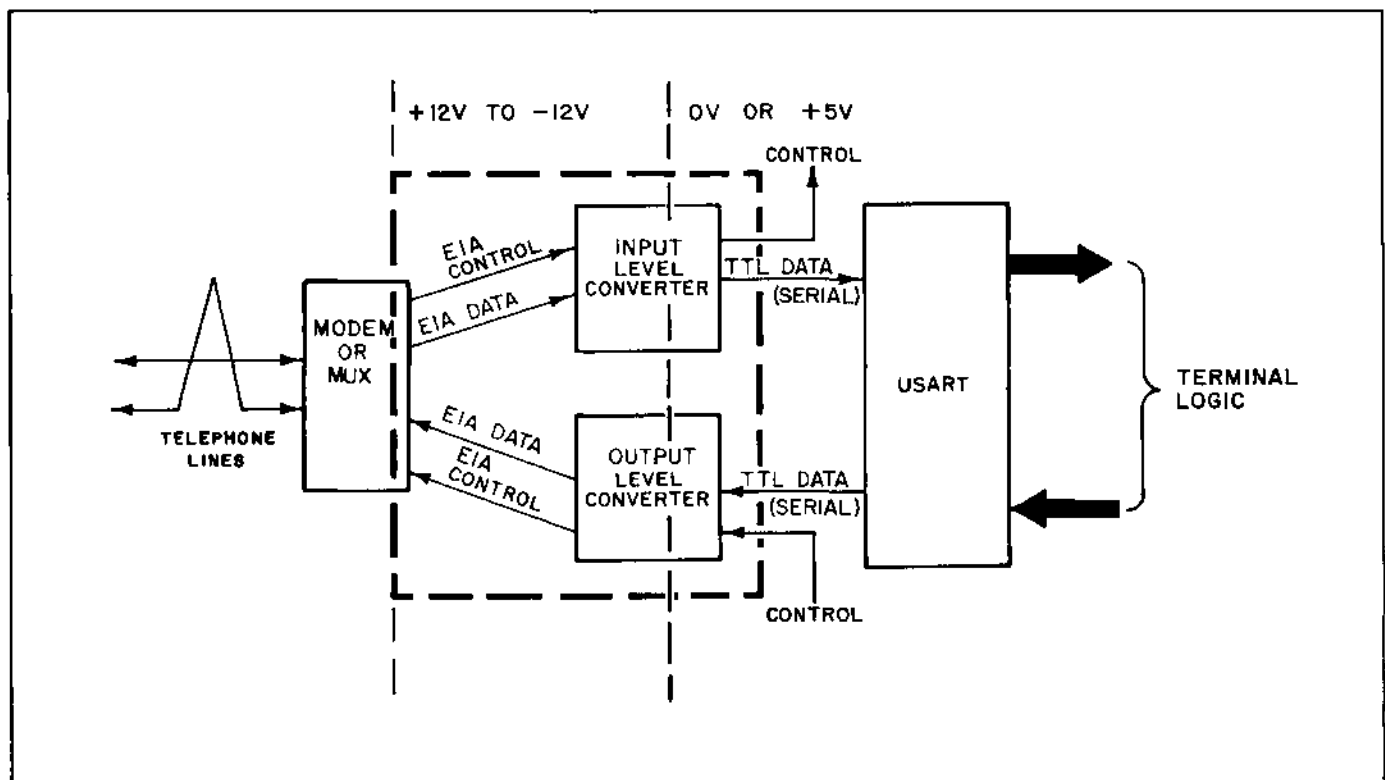 +12V TO -12V
0V OR +5V
CONTROL
EIA
CONTROL
EIA DATA
INPUT
LEVEL
CONVERTER
TTL DATA
(SERIAL)
MODEM
OR
MUX
USART
TERMINAL
LOGIC
TELEPHONE
LINES
EIA DATA
EIA
CONTROL
OUTPUT
LEVEL
CONVERTER
TTL DATA
(SERIAL)
CONTROL